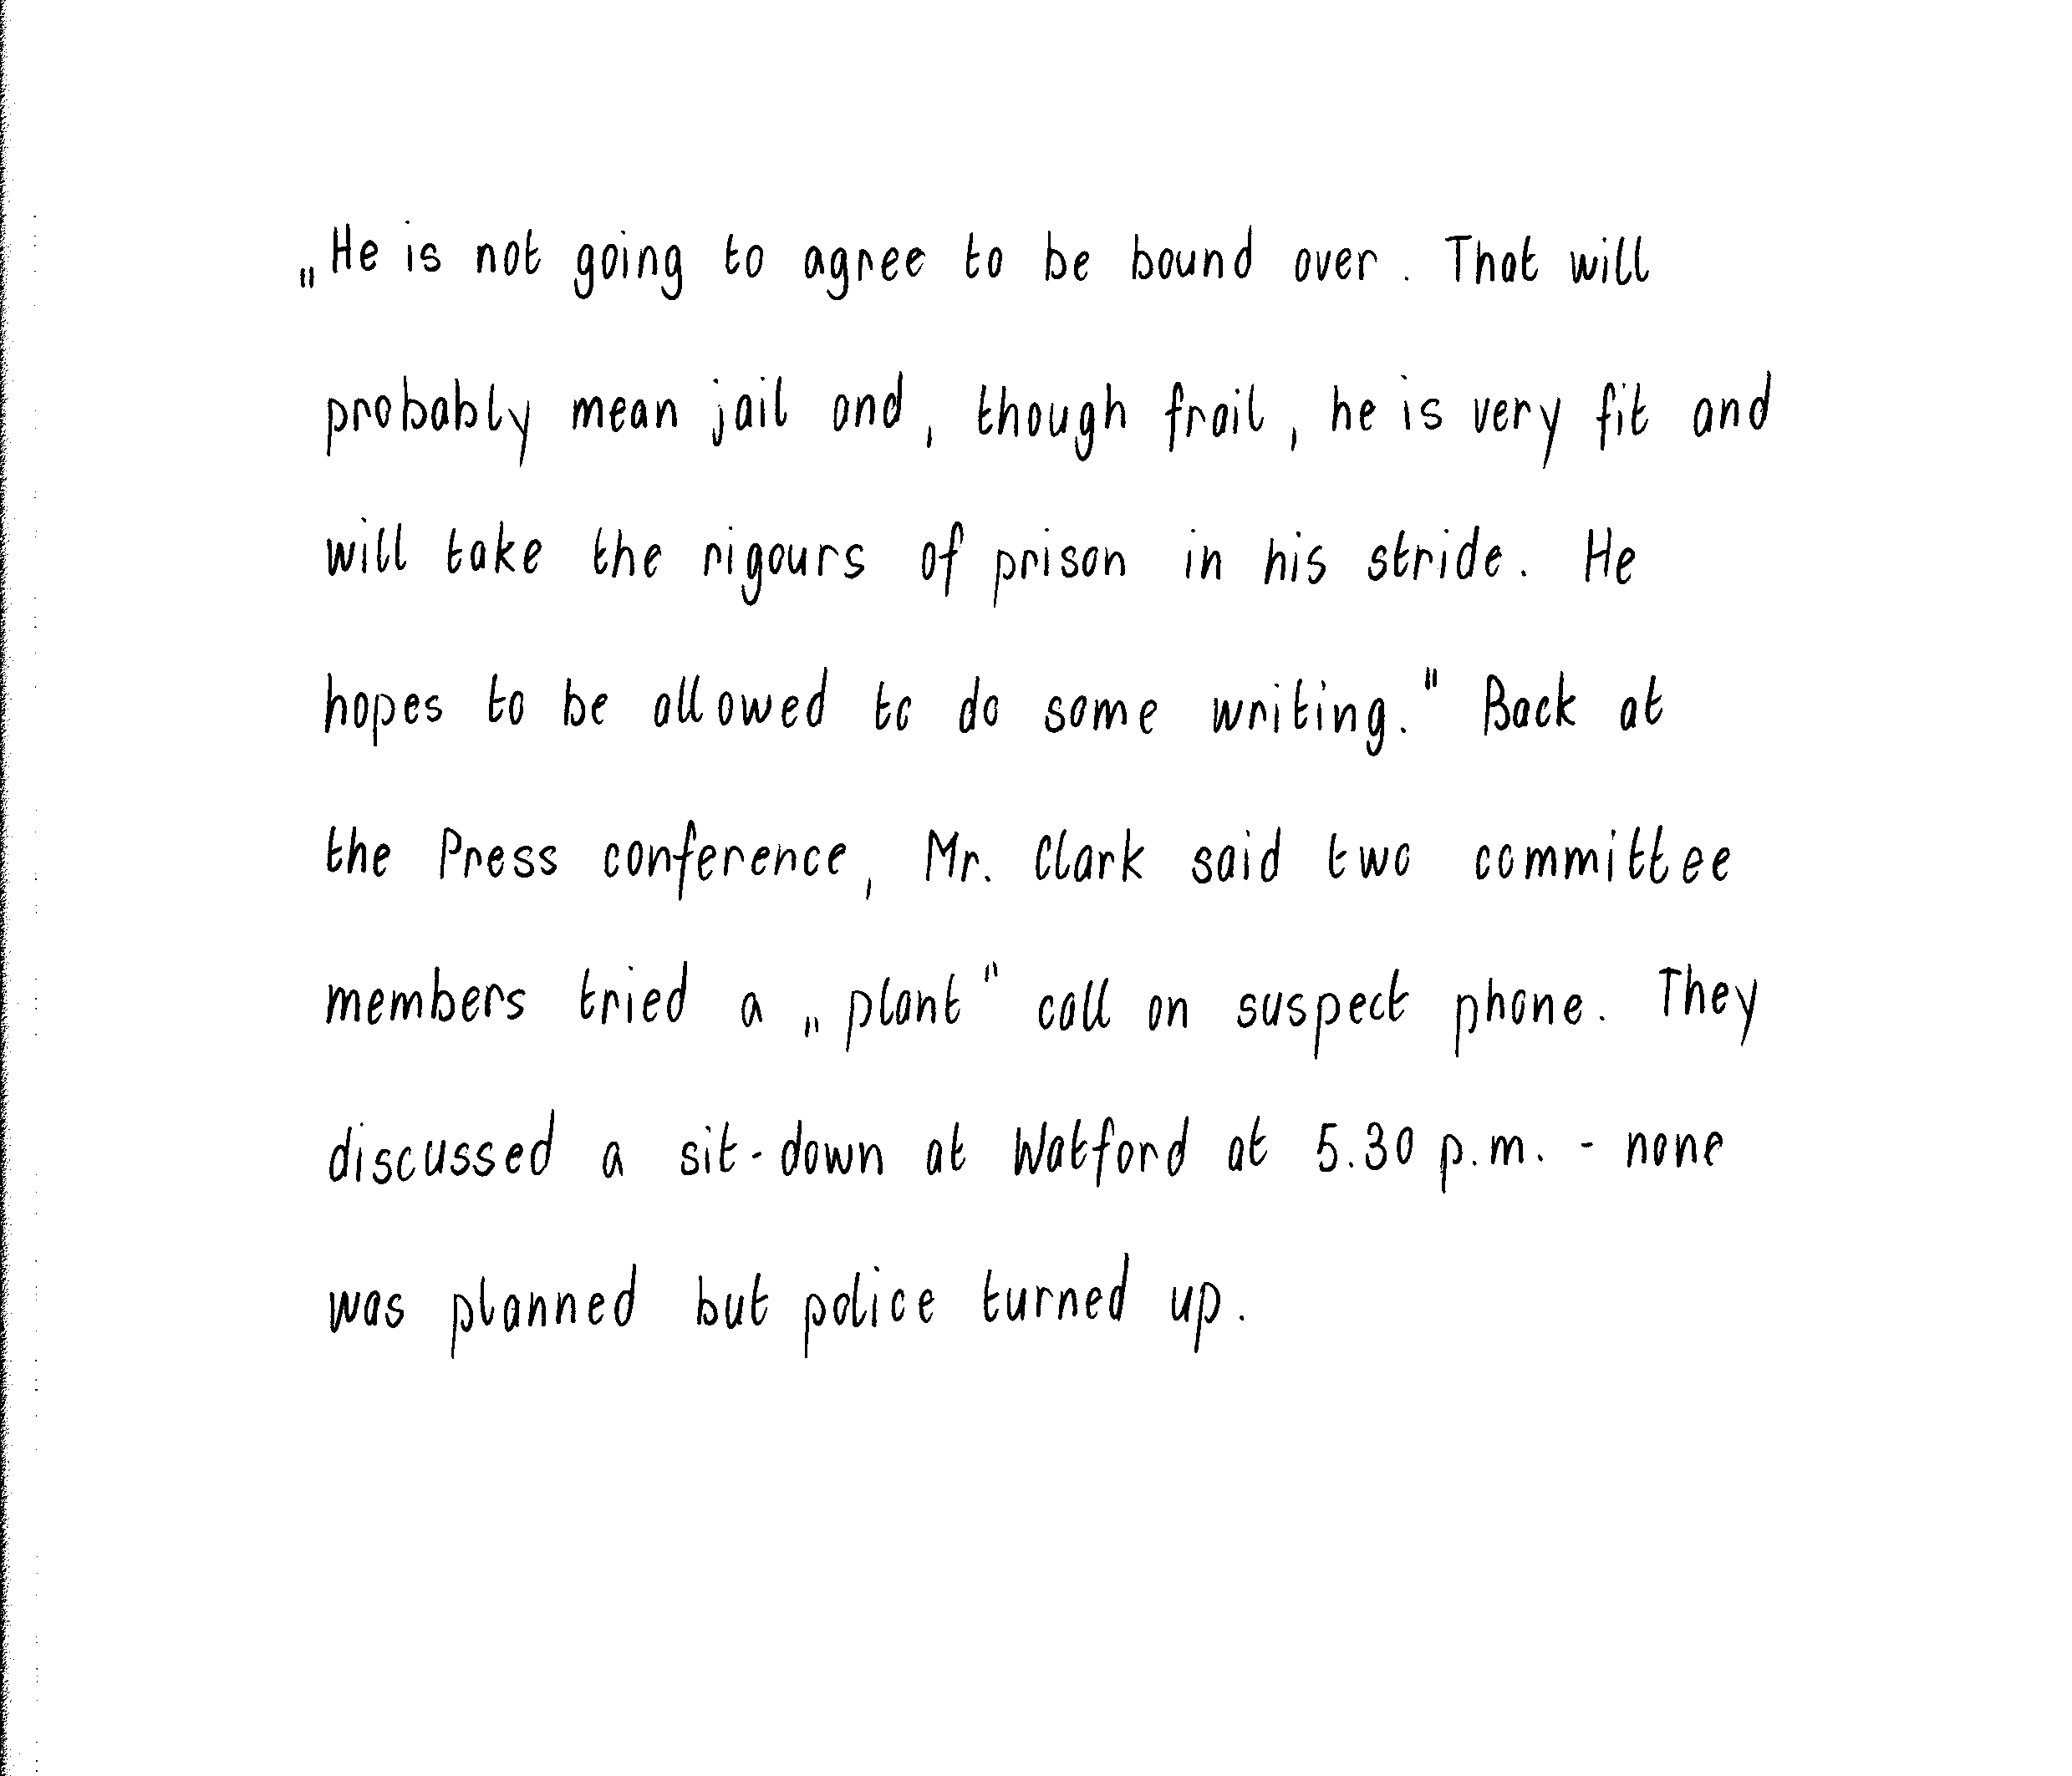 „He is not going to agree to be bound over. That will
probably mean jail and, though frail, he is very fit and
will take the rigours of prison in his stride. He
hopes to be allowed to do some writing." Back at
the Press conference, Mr. Clark said two committee
members tried a „plant" call on suspect phone. They
discussed a sit-down at Watford at 5.30 p.m. - none
was planned but police turned up.